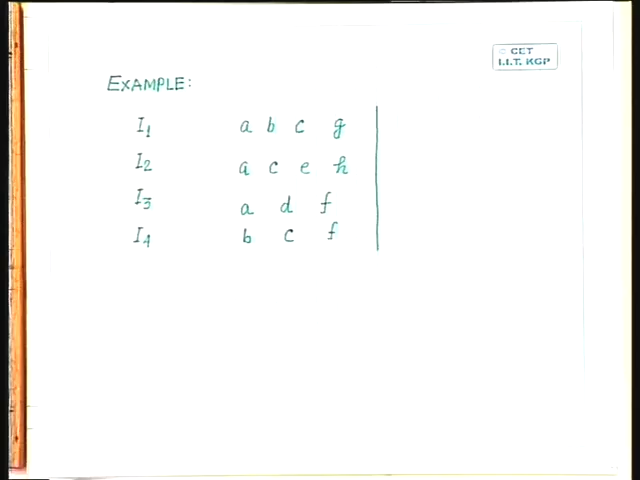 © CET
I.I.T. KGP
EXAMPLE:
I1 a b c g
I2 a c e h
I3 a d f
I4 b c f